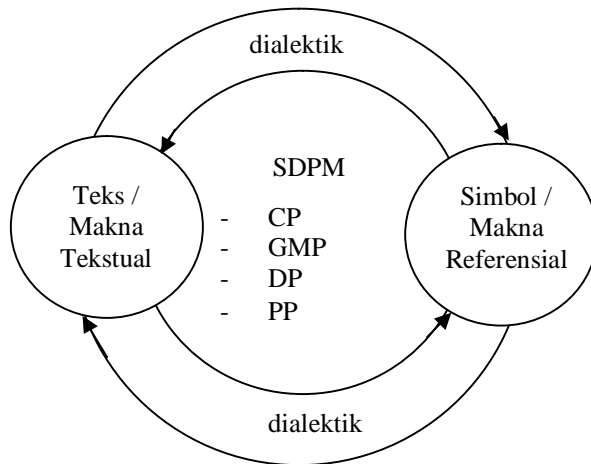 dialektik
SDPM
Teks /
Makna
Tekstual
- CP
- GMP
- DP
- PP
Simbol /
Makna
Referensial
dialektik